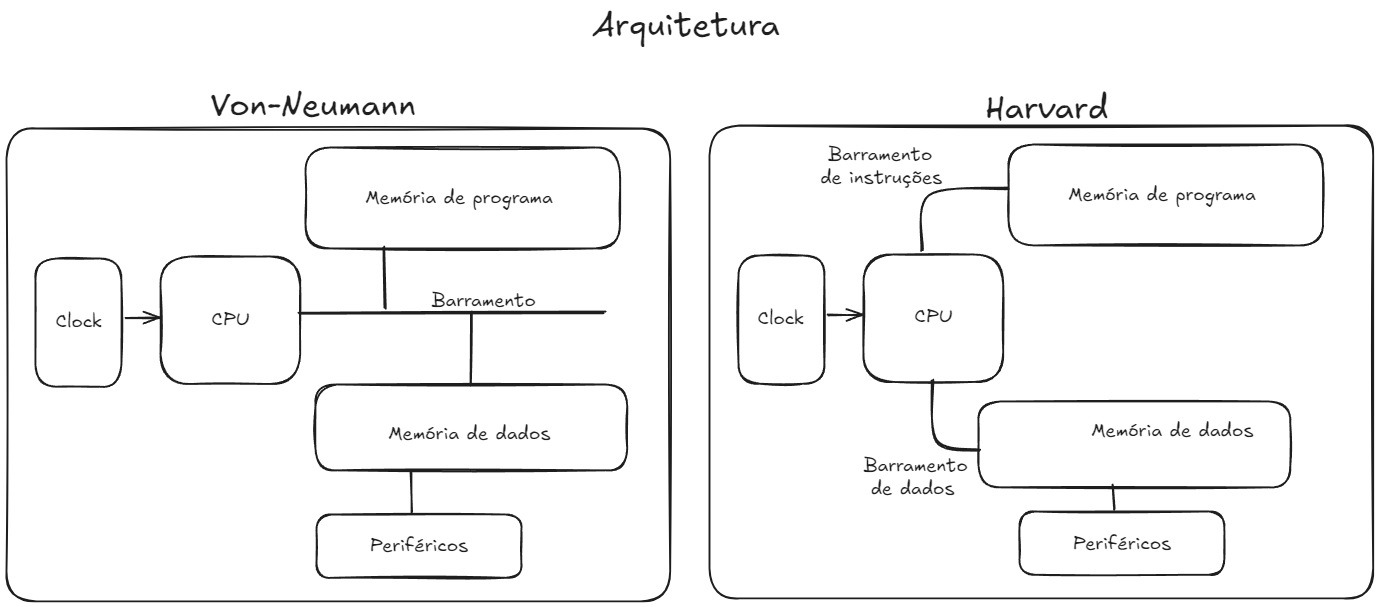 Arquitetura
Von-Neumann
Memória de programa
Clock
CPU
Barramento
Memória de dados
Periféricos
Harvard
Barramento
de instruções
Memória de programa
Clock
CPU
Memória de dados
Barramento
de dados
Periféricos